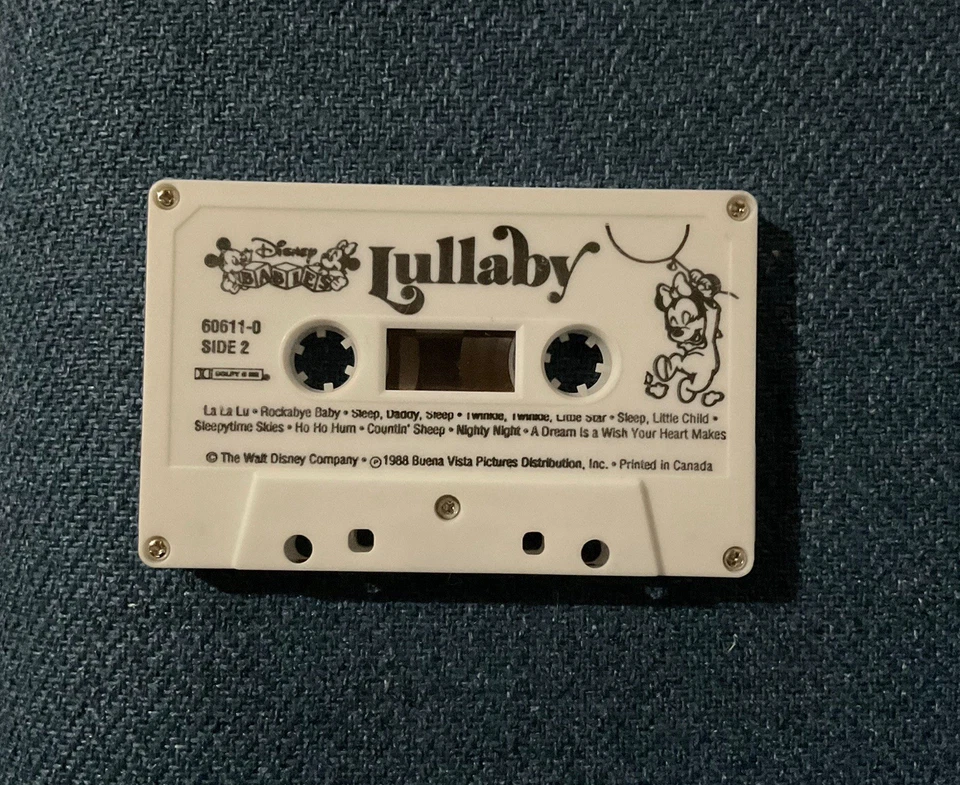 Disney
BABIES
Lullaby
60611-0
SIDE 2
La La Lu • Rockabye Baby • Sleep, Daddy, Sleep • Twinkle, Twinkle, Little Star • Sleep, Little Child •
Sleepytime Skies • Ho Ho Hum • Countin' Sheep • Nighty Night • A Dream Is a Wish Your Heart Makes
© The Walt Disney Company • ℗ 1988 Buena Vista Pictures Distribution, Inc. • Printed in Canada